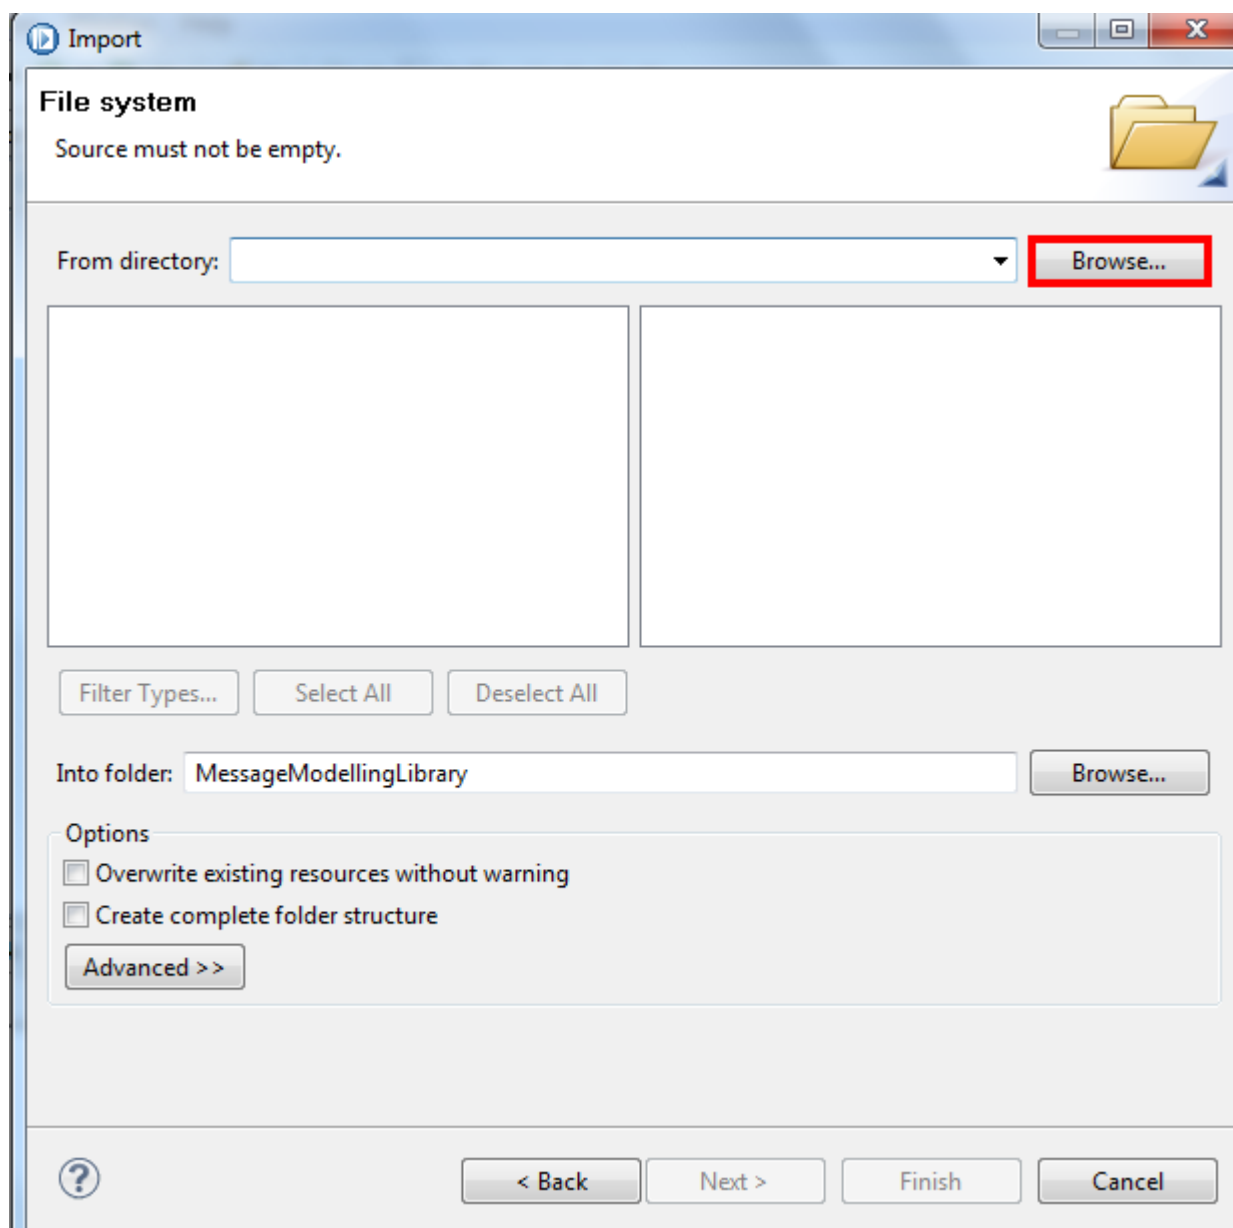 Import
File system
Source must not be empty.
From directory:
Browse...
Filter Types...
Select All
Deselect All
Into folder:
MessageModellingLibrary
Browse...
Options
Overwrite existing resources without warning
Create complete folder structure
Advanced >>
?
< Back
Next >
Finish
Cancel